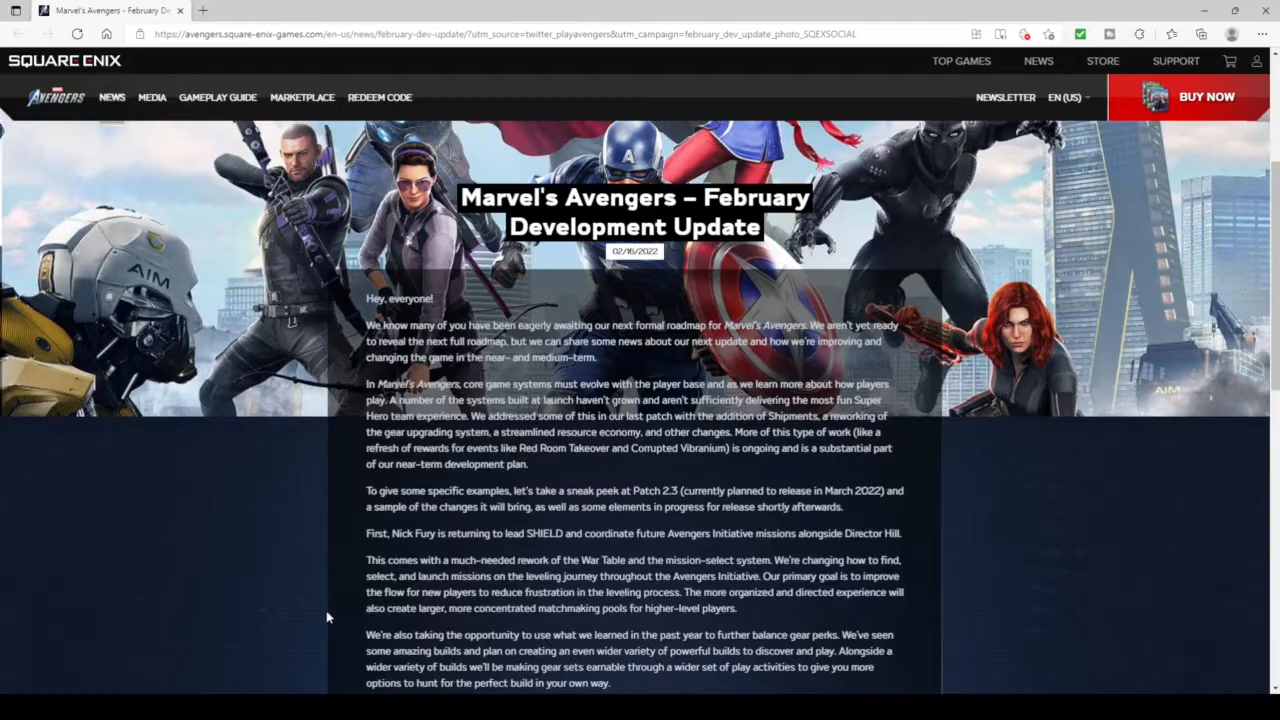 Marvel's Avengers - February De
https://avengers.square-enix-games.com/en-us/news/february-dev-update/?utm_source=twitter_playavengers&utm_campaign=february_dev_update_photo_SQEXSOCIAL
SQUARE ENIX
TOP GAMES NEWS STORE SUPPORT
MARVEL
AVENGERS
NEWS MEDIA GAMEPLAY GUIDE MARKETPLACE REDEEM CODE
NEWSLETTER EN (US)
BUY NOW
A
Marvel's Avengers – February
Development Update
02/16/2022
AIM
AIM
Hey, everyone!
We know many of you have been eagerly awaiting our next formal roadmap for Marvel's Avengers. We aren't yet ready
to reveal the next full roadmap, but we can share some news about our next update and how we're improving and
changing the game in the near- and medium-term.
In Marvel's Avengers, core game systems must evolve with the player base and as we learn more about how players
play. A number of the systems built at launch haven't grown and aren't sufficiently delivering the most fun Super
Hero team experience. We addressed some of this in our last patch with the addition of Shipments, a reworking of
the gear upgrading system, a streamlined resource economy, and other changes. More of this type of work (like a
refresh of rewards for events like Red Room Takeover and Corrupted Vibranium) is ongoing and is a substantial part
of our near-term development plan.
To give some specific examples, let's take a sneak peek at Patch 2.3 (currently planned to release in March 2022) and
a sample of the changes it will bring, as well as some elements in progress for release shortly afterwards.
First, Nick Fury is returning to lead SHIELD and coordinate future Avengers Initiative missions alongside Director Hill.
This comes with a much-needed rework of the War Table and the mission-select system. We're changing how to find,
select, and launch missions on the leveling journey throughout the Avengers Initiative. Our primary goal is to improve
the flow for new players to reduce frustration in the leveling process. The more organized and directed experience will
also create larger, more concentrated matchmaking pools for higher-level players.
We're also taking the opportunity to use what we learned in the past year to further balance gear perks. We've seen
some amazing builds and plan on creating an even wider variety of powerful builds to discover and play. Alongside a
wider variety of builds we'll be making gear sets earnable through a wider set of play activities to give you more
options to hunt for the perfect build in your own way.